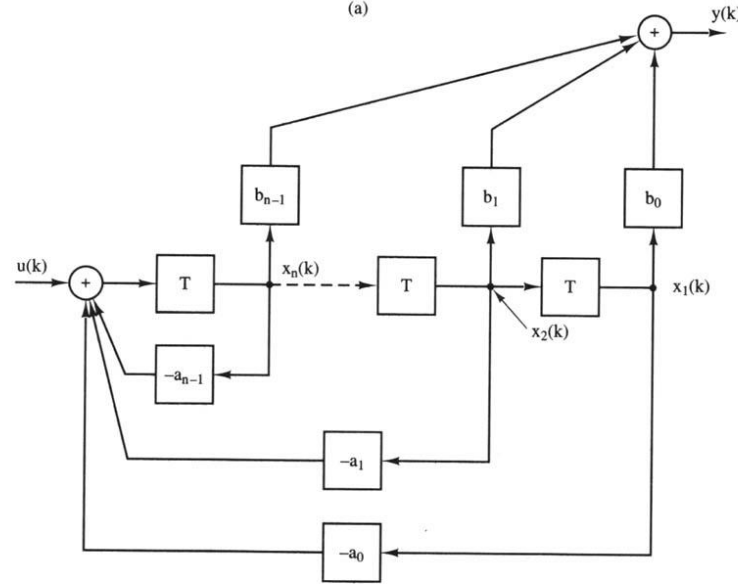 (a)
y(k)
+
b_{n-1}
b_1
b_0
u(k)
+
T
x_n(k)
T
T
x_1(k)
x_2(k)
-a_{n-1}
-a_1
-a_0